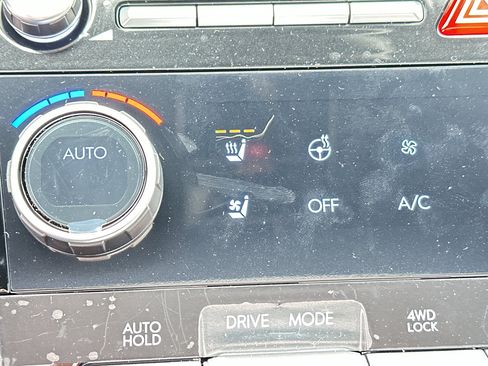 AUTO
OFF
A/C
AUTO HOLD
DRIVE MODE
4WD LOCK